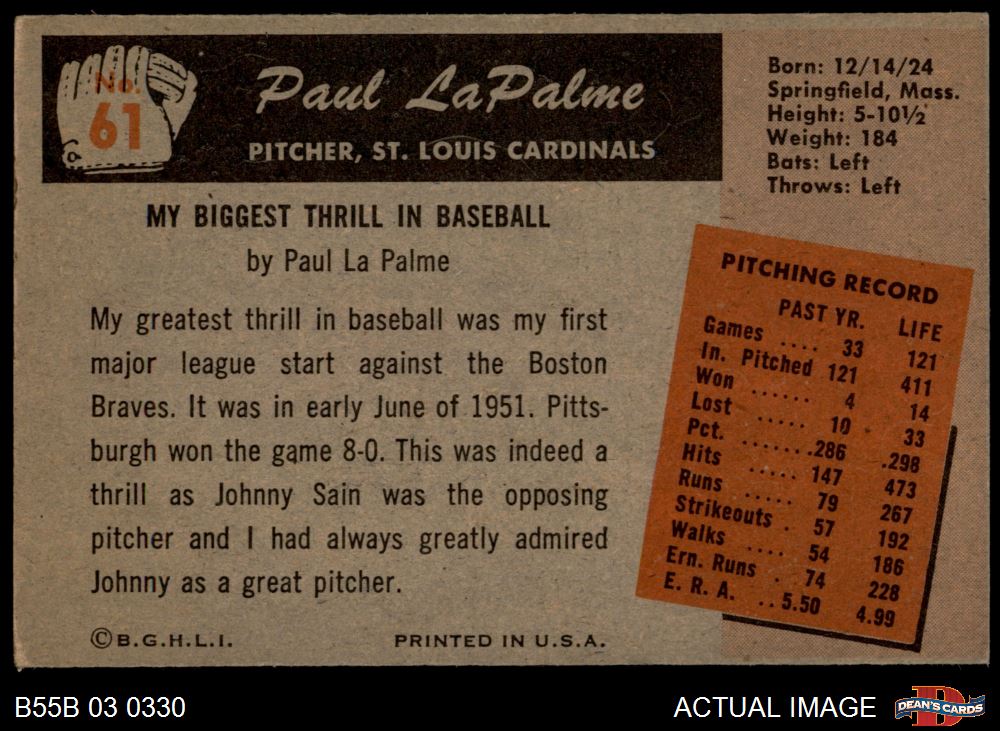 No.
61
Paul LaPalme
PITCHER, ST. LOUIS CARDINALS
Born: 12/14/24
Springfield, Mass.
Height: 5-10½
Weight: 184
Bats: Left
Throws: Left
MY BIGGEST THRILL IN BASEBALL
by Paul La Palme
My greatest thrill in baseball was my first
major league start against the Boston
Braves. It was in early June of 1951. Pitts-
burgh won the game 8-0. This was indeed a
thrill as Johnny Sain was the opposing
pitcher and I had always greatly admired
Johnny as a great pitcher.
©B.G.H.L.I. PRINTED IN U.S.A.
PITCHING RECORD
PAST YR. LIFE
Games .... 33 121
In. Pitched 121 411
Won ...... 4 14
Lost ..... 10 33
Pct. .......286 .298
Hits ..... 147 473
Runs ..... 79 267
Strikeouts . 57 192
Walks .... 54 186
Ern. Runs . 74 228
E. R. A. .. 5.50 4.99
B55B 03 0330
ACTUAL IMAGE
D
DEAN'S CARDS